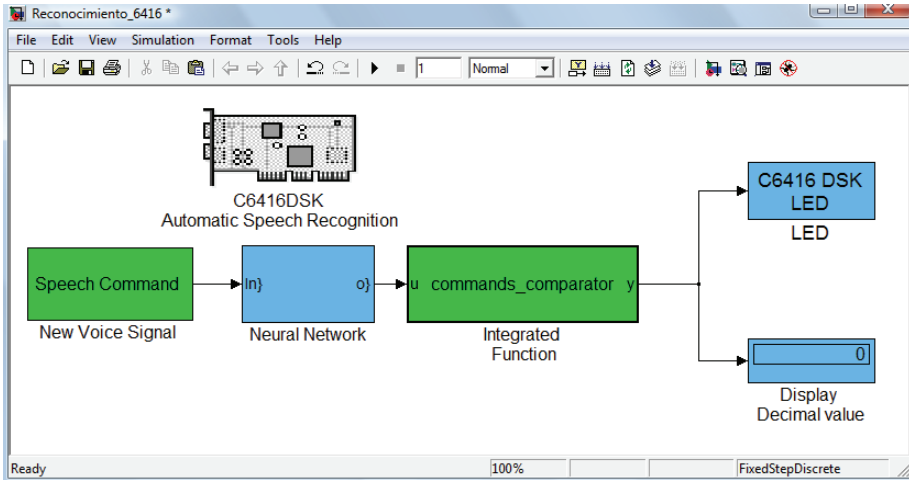 Reconocimiento_6416 *
File Edit View Simulation Format Tools Help
1 Normal
C6416DSK
Automatic Speech Recognition
C6416 DSK
LED
LED
Speech Command
New Voice Signal
In} o}
Neural Network
u commands_comparator y
Integrated
Function
0
Display
Decimal value
Ready 100% FixedStepDiscrete